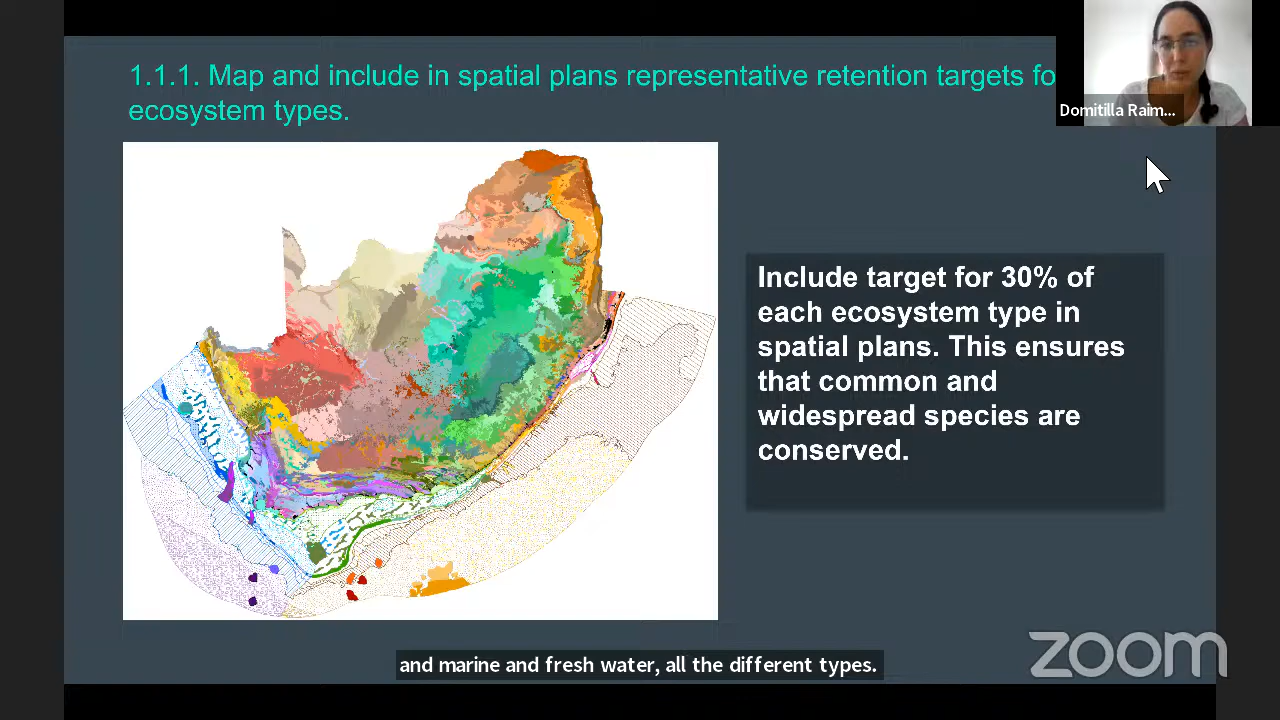 1.1.1. Map and include in spatial plans representative retention targets fo
ecosystem types.
Domitilla Raim...
Include target for 30% of
each ecosystem type in
spatial plans. This ensures
that common and
widespread species are
conserved.
and marine and fresh water, all the different types.
zoom